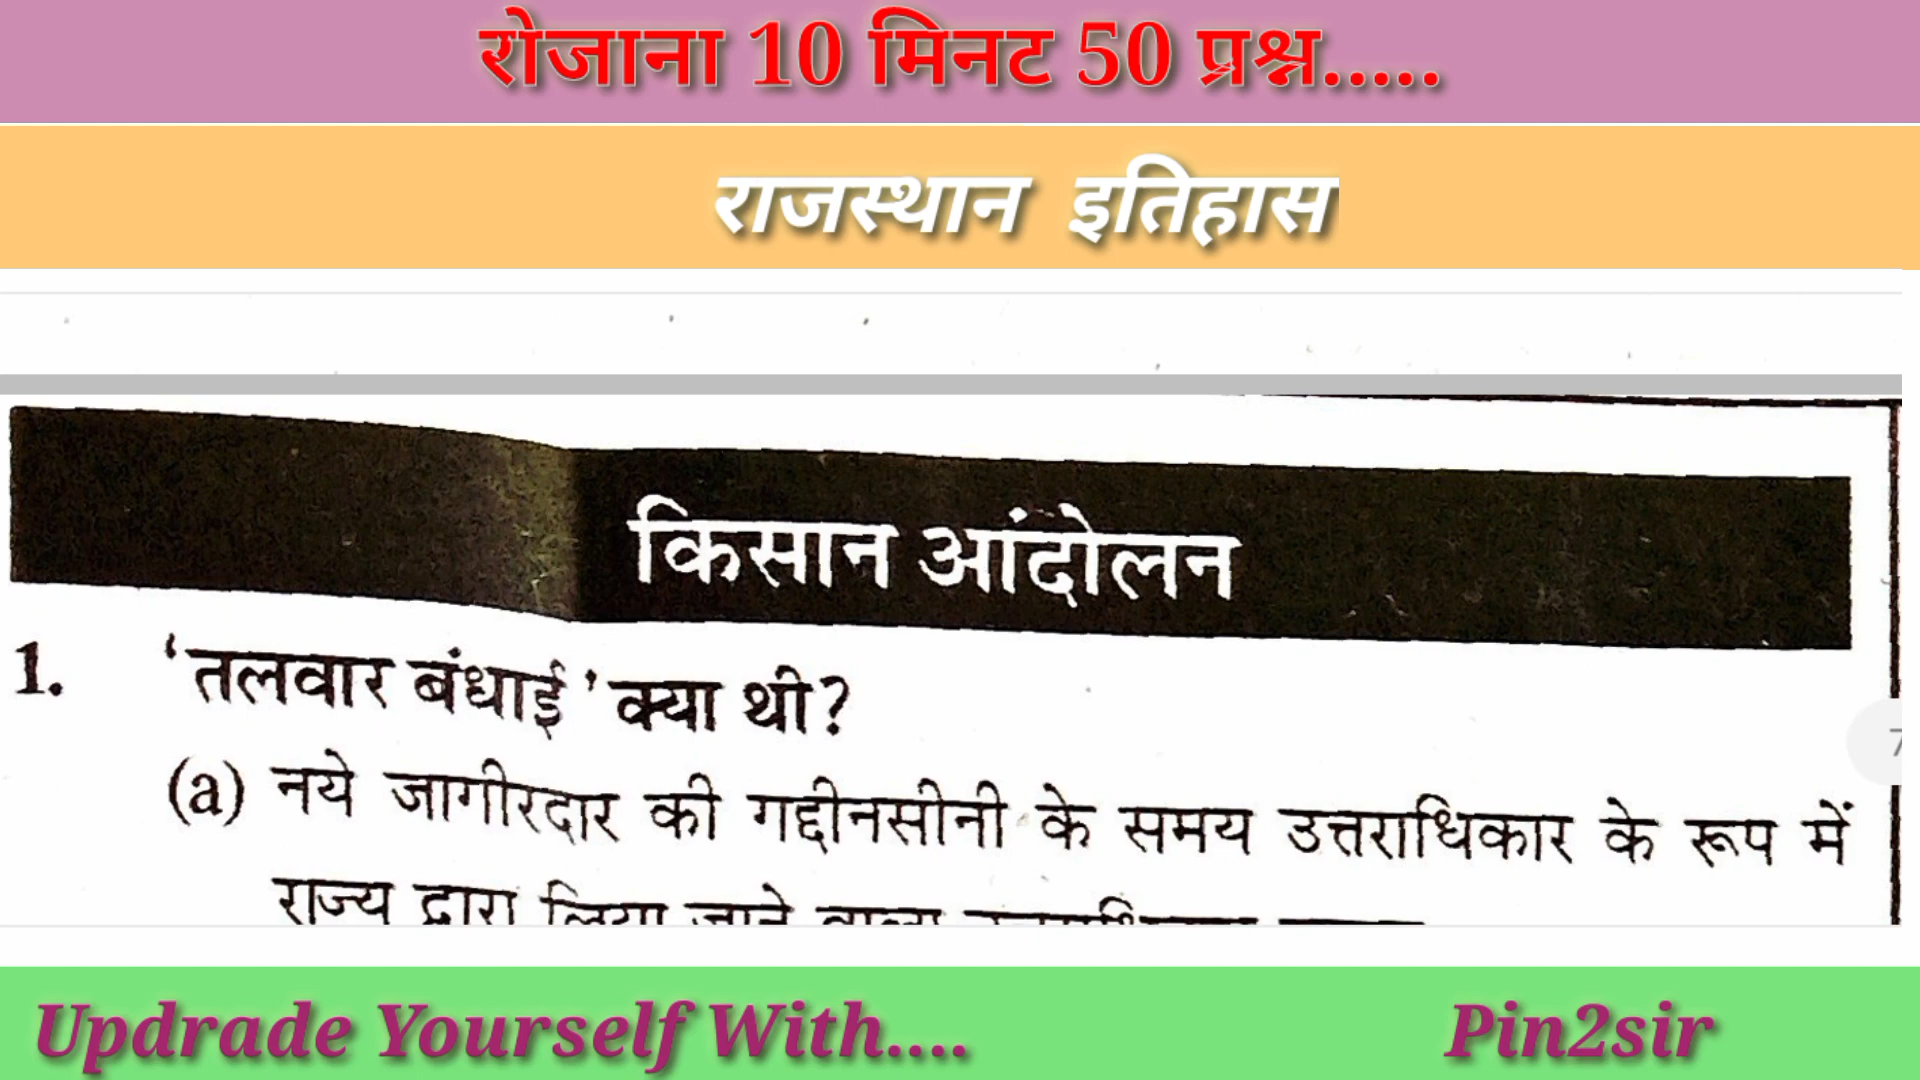 रोजाना 10 मिनट 50 प्रश्न.....
राजस्थान इतिहास
किसान आंदोलन
1. 'तलवार बंधाई' क्या थी?
(a) नये जागीरदार की गद्दीनसीनी के समय उत्तराधिकार के रूप में
राज्य द्वारा लिया जाने वाला
7
Updrade Yourself With.... Pin2sir